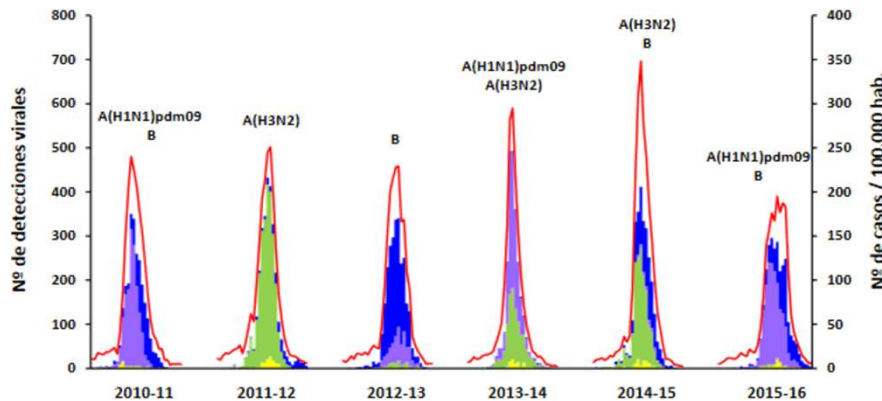 Nº de detecciones virales
800
700
600
500
400
300
200
100
0
A(H1N1)pdm09
B
A(H3N2)
B
A(H1N1)pdm09
A(H3N2)
A(H3N2)
B
A(H1N1)pdm09
B
400
350
300
250
200
150
100
50
0
Nº de casos / 100.000 hab.
2010-11
2011-12
2012-13
2013-14
2014-15
2015-16